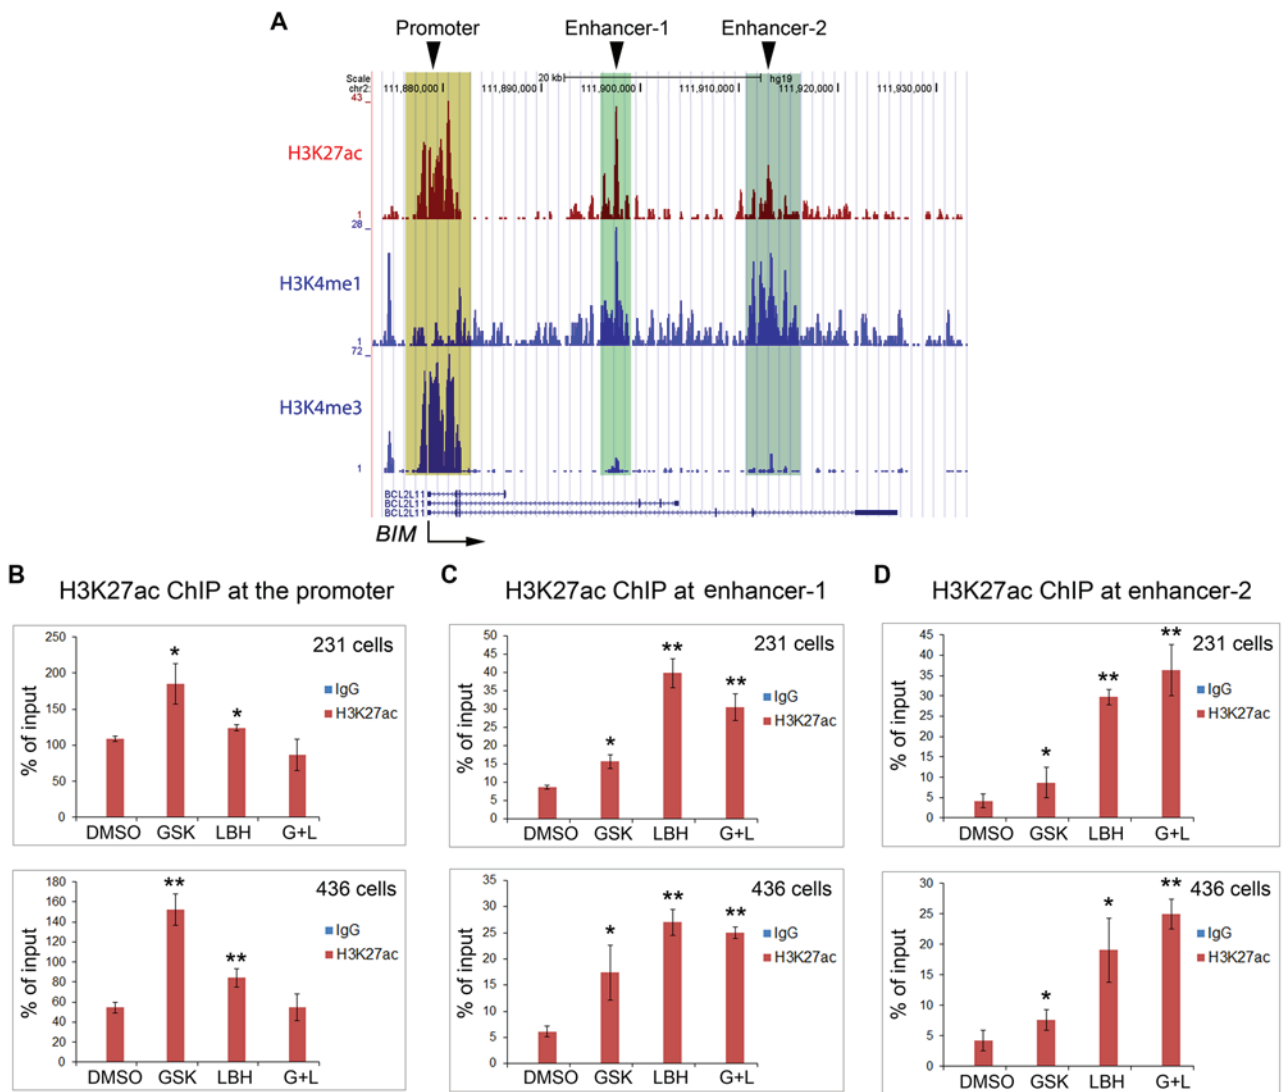 A
Promoter Enhancer-1 Enhancer-2
Scale 20 kb hg19
chr2: 111,880,000 111,890,000 111,900,000 111,910,000 111,920,000 111,930,000
43
H3K27ac
1
28
H3K4me1
1
72
H3K4me3
1
BCL2L11
BCL2L11
BCL2L11
BIM
B
H3K27ac ChIP at the promoter
231 cells
% of input
250
200
150
100
50
0
* *
IgG
H3K27ac
DMSO GSK LBH G+L
436 cells
% of input
180
160
140
120
100
80
60
40
20
0
** **
IgG
H3K27ac
DMSO GSK LBH G+L
C
H3K27ac ChIP at enhancer-1
231 cells
% of input
50
45
40
35
30
25
20
15
10
5
0
* ** **
IgG
H3K27ac
DMSO GSK LBH G+L
436 cells
% of input
35
30
25
20
15
10
5
0
* ** **
IgG
H3K27ac
DMSO GSK LBH G+L
D
H3K27ac ChIP at enhancer-2
231 cells
% of input
45
40
35
30
25
20
15
10
5
0
* ** **
IgG
H3K27ac
DMSO GSK LBH G+L
436 cells
% of input
30
25
20
15
10
5
0
* * **
IgG
H3K27ac
DMSO GSK LBH G+L